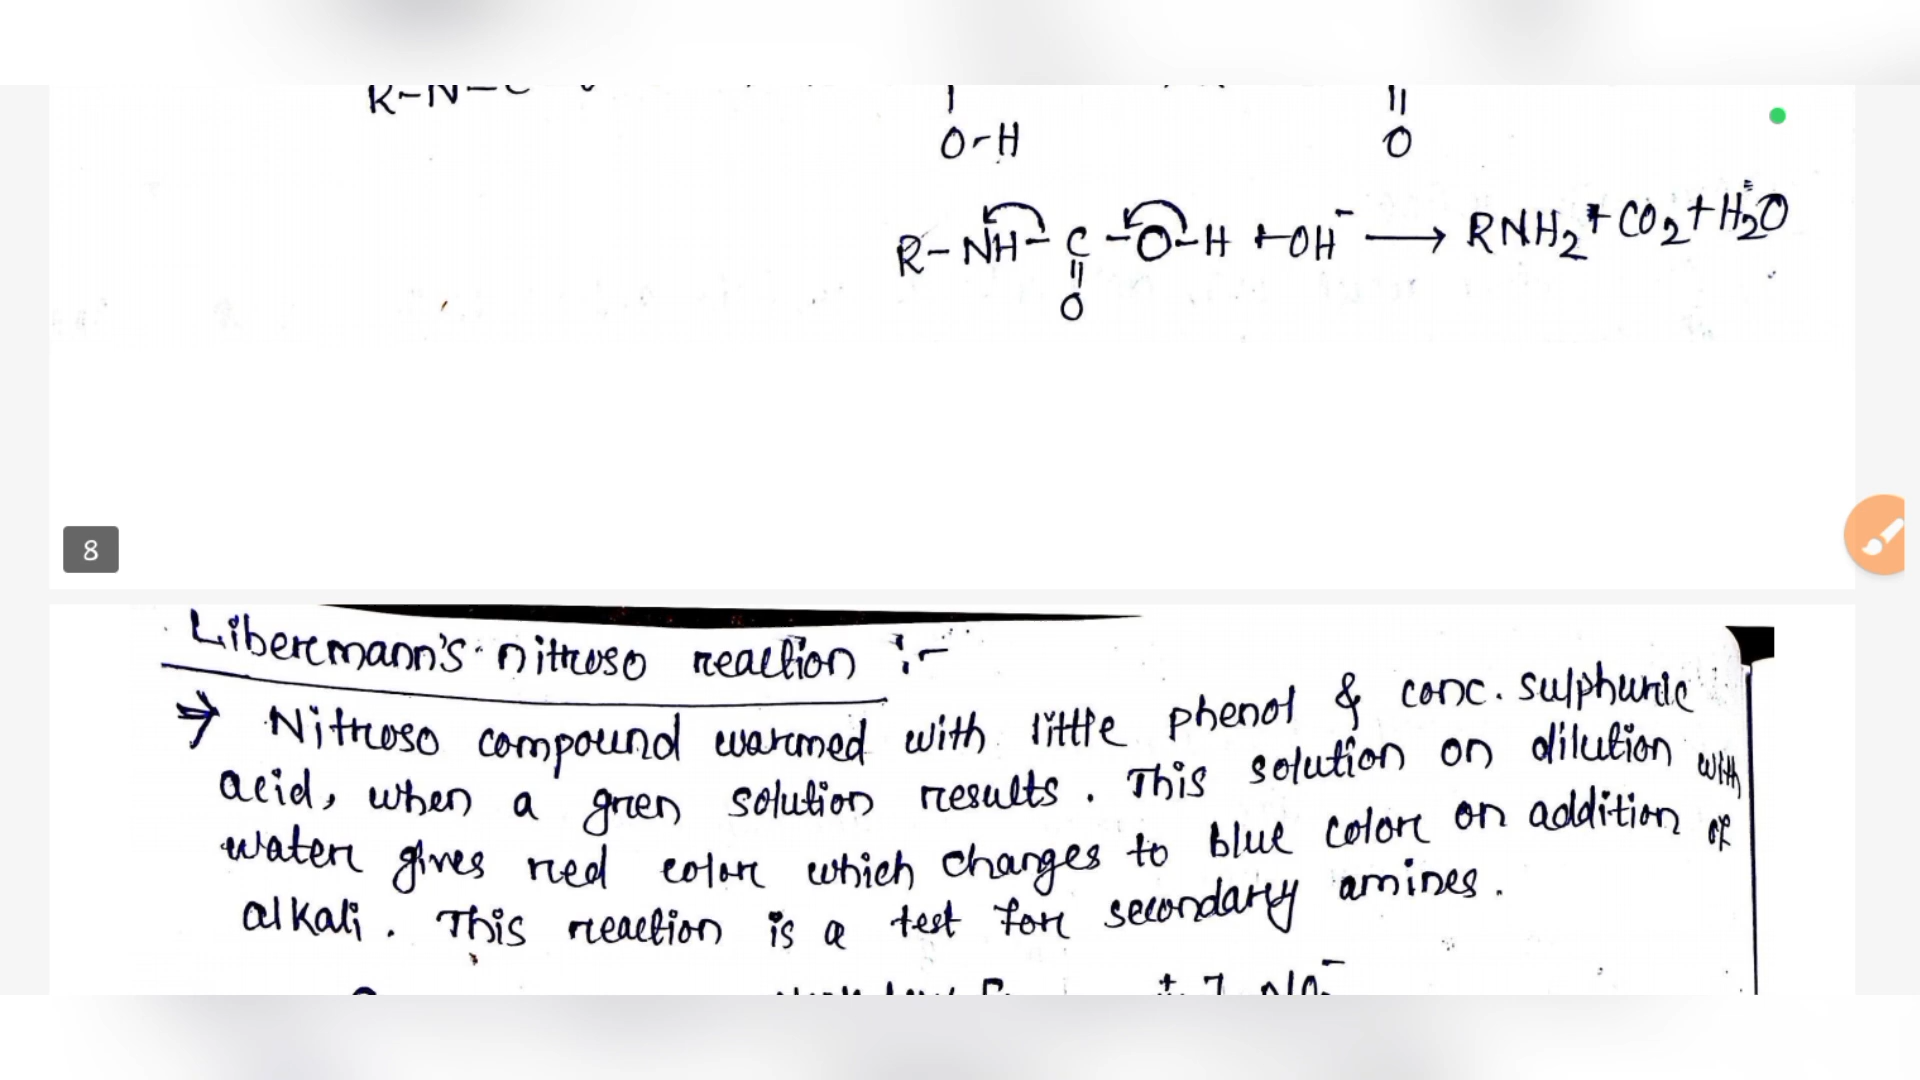 R-N-C
O-H
O
R-NH-C-O-H + OH⁻ ⟶ RNH₂ + CO₂ + H₂O
||
O
8
Libermann's nitroso reaction :-
→ Nitroso compound warmed with little phenol & conc. sulphuric
acid, when a gren solution results. This solution on dilution with
water gives red color which changes to blue color on addition of
alkali. This reaction is a test for secondary amines.